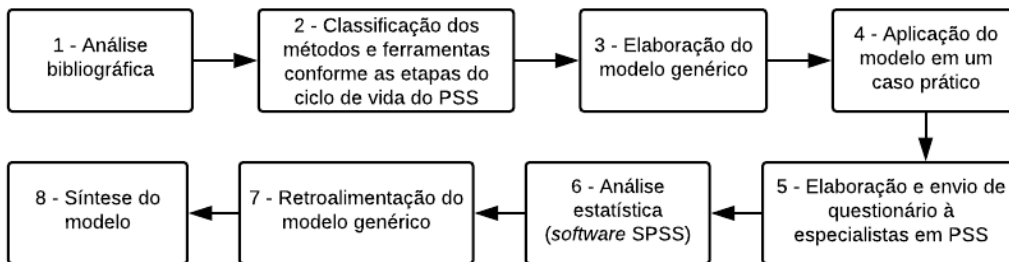 1 - Análise
bibliográfica
2 - Classificação dos
métodos e ferramentas
conforme as etapas do
ciclo de vida do PSS
3 - Elaboração do
modelo genérico
4 - Aplicação do
modelo em um
caso prático
5 - Elaboração e envio de
questionário à
especialistas em PSS
6 - Análise
estatística
(software SPSS)
7 - Retroalimentação do
modelo genérico
8 - Síntese do
modelo